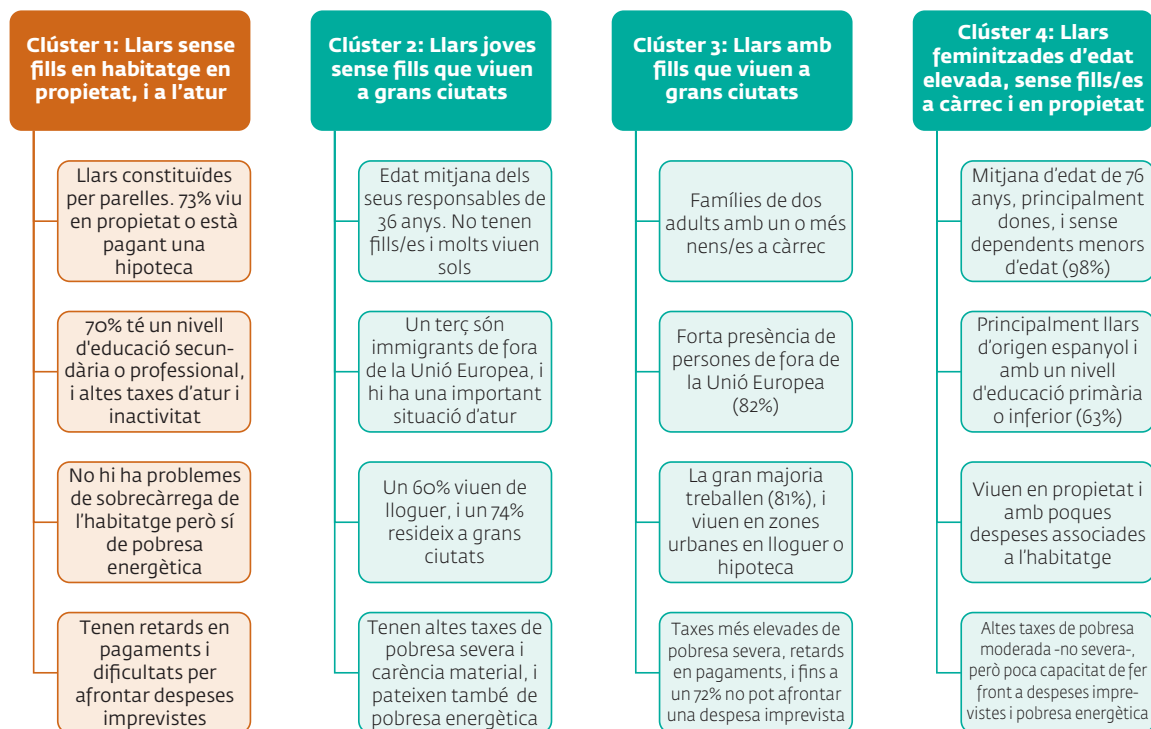 Clúster 1: Llars sense
fills en habitatge en
propietat, i a l'atur
Llars constituïdes
per parelles. 73% viu
en propietat o està
pagant una
hipoteca
70% té un nivell
d'educació secun-
dària o professional,
i altes taxes d'atur i
inactivitat
No hi ha problemes
de sobrecàrrega de
l'habitatge però sí
de pobresa
energètica
Tenen retards en
pagaments i
dificultats per
afrontar despeses
imprevistes
Clúster 2: Llars joves
sense fills que viuen
a grans ciutats
Edat mitjana dels
seus responsables de
36 anys. No tenen
fills/es i molts viuen
sols
Un terç són
immigrants de fora
de la Unió Europea, i
hi ha una important
situació d'atur
Un 60% viuen de
lloguer, i un 74%
resideix a grans
ciutats
Tenen altes taxes de
pobresa severa i
carència material, i
pateixen també de
pobresa energètica
Clúster 3: Llars amb
fills que viuen a
grans ciutats
Famílies de dos
adults amb un o més
nens/es a càrrec
Forta presència de
persones de fora de
la Unió Europea
(82%)
La gran majoria
treballen (81%), i
viuen en zones
urbanes en lloguer o
hipoteca
Taxes més elevades de
pobresa severa, retards
en pagaments, i fins a
un 72% no pot afrontar
una despesa imprevista
Clúster 4: Llars
feminitzades d'edat
elevada, sense fills/es
a càrrec i en propietat
Mitjana d'edat de 76
anys, principalment
dones, i sense
dependents menors
d'edat (98%)
Principalment llars
d'origen espanyol i
amb un nivell
d'educació primària
o inferior (63%)
Viuen en propietat i
amb poques
despeses associades
a l'habitatge
Altes taxes de pobresa
moderada -no severa-,
però poca capacitat de fer
front a despeses impre-
vistes i pobresa energètica